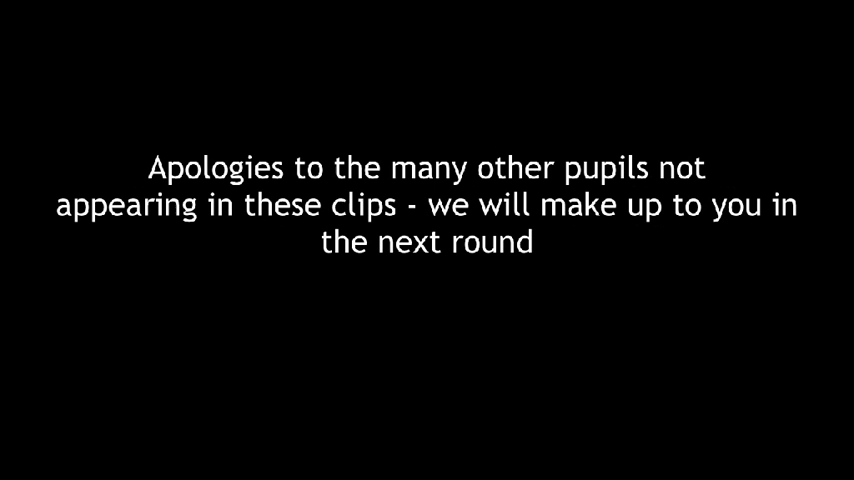 Apologies to the many other pupils not
appearing in these clips - we will make up to you in
the next round